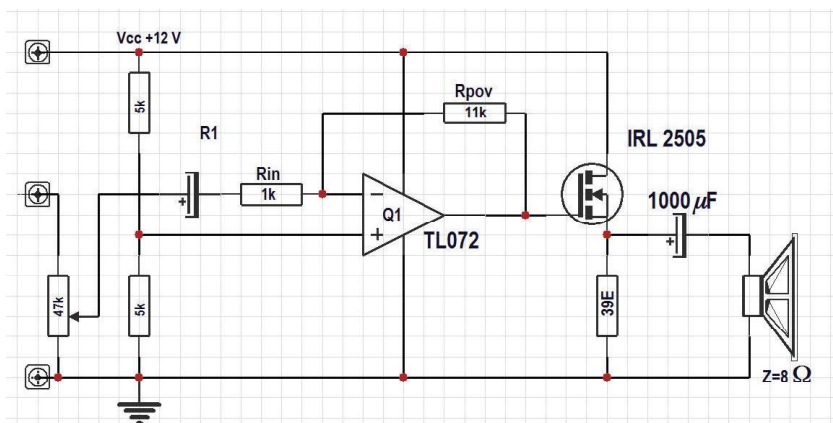 Vcc +12 V
5k
R1
Rin
1k
Rpov
11k
IRL 2505
1000 μF
Q1
TL072
47k
5k
39E
Z=8 Ω